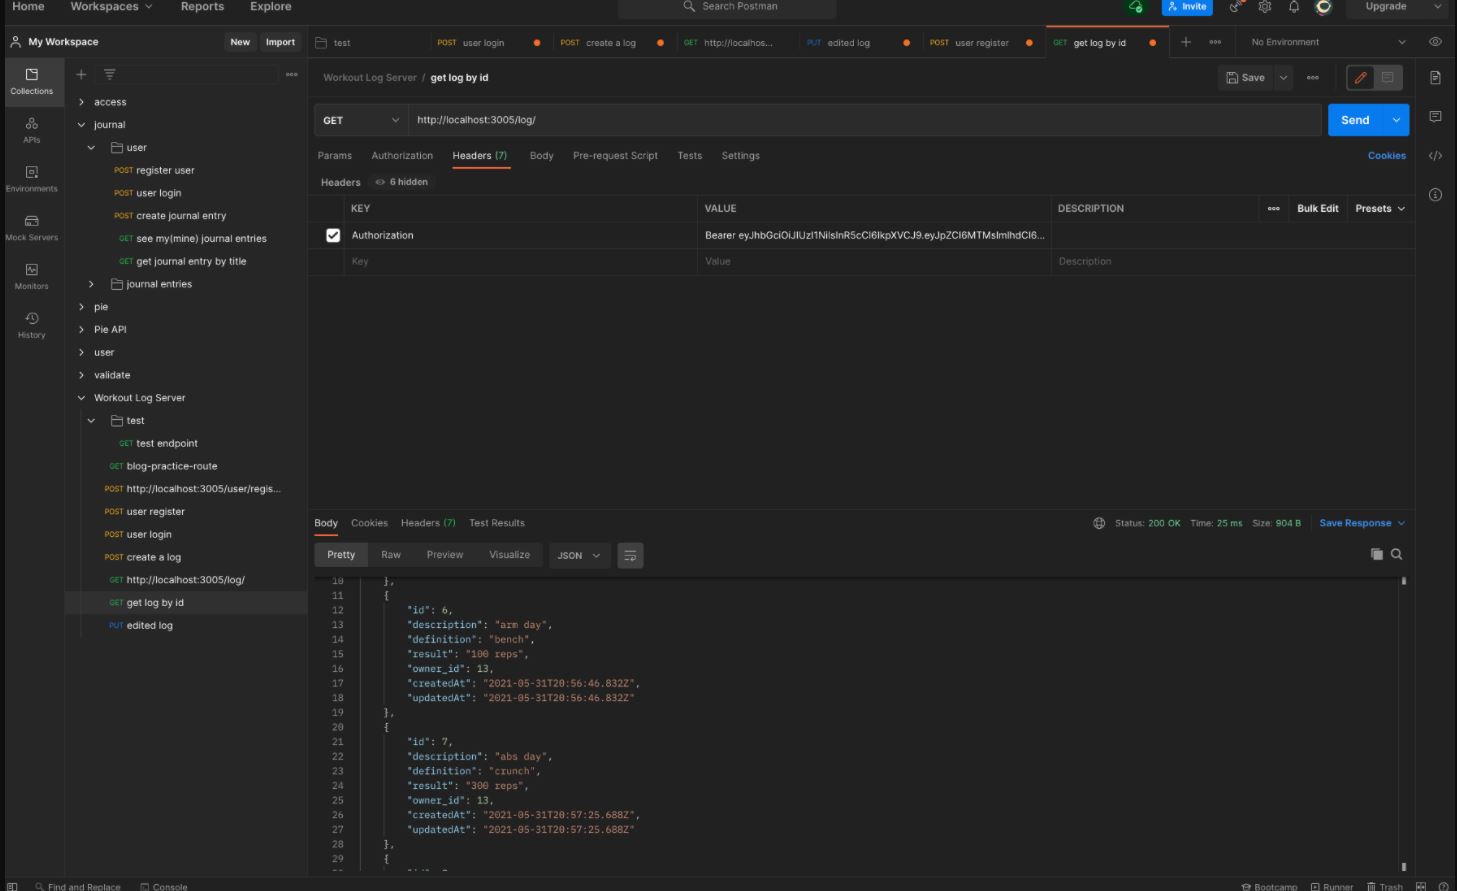 Home Workspaces Reports Explore Search Postman Invite Upgrade
My Workspace New Import
test POST user login POST create a log GET http://localhos... PUT edited log POST user register GET get log by id No Environment
Collections
APIs
Environments
Mock Servers
Monitors
History
access
journal
user
POST register user
POST user login
POST create journal entry
GET see my(mine) journal entries
GET get journal entry by title
journal entries
pie
Pie API
user
validate
Workout Log Server
test
GET test endpoint
GET blog-practice-route
POST http://localhost:3005/user/regis...
POST user register
POST user login
POST create a log
GET http://localhost:3005/log/
GET get log by id
PUT edited log
Workout Log Server / get log by id Save
GET http://localhost:3005/log/ Send
Params Authorization Headers (7) Body Pre-request Script Tests Settings Cookies
Headers 6 hidden
KEY VALUE DESCRIPTION Bulk Edit Presets
Authorization Bearer
Key Value Description
Body Cookies Headers (7) Test Results Status: 200 OK Time: 25 ms Size: 904 B Save Response
Pretty Raw Preview Visualize JSON
10 },
11 {
12 "id": 6,
13 "description": "arm day",
14 "definition": "bench",
15 "result": "100 reps",
16 "owner_id": 13,
17 "createdAt": "2021-05-31T20:56:46.832Z",
18 "updatedAt": "2021-05-31T20:56:46.832Z"
19 },
20 {
21 "id": 7,
22 "description": "abs day",
23 "definition": "crunch",
24 "result": "300 reps",
25 "owner_id": 13,
26 "createdAt": "2021-05-31T20:57:25.688Z",
27 "updatedAt": "2021-05-31T20:57:25.688Z"
28 },
29 {
Find and Replace Console Bootcamp Runner Trash